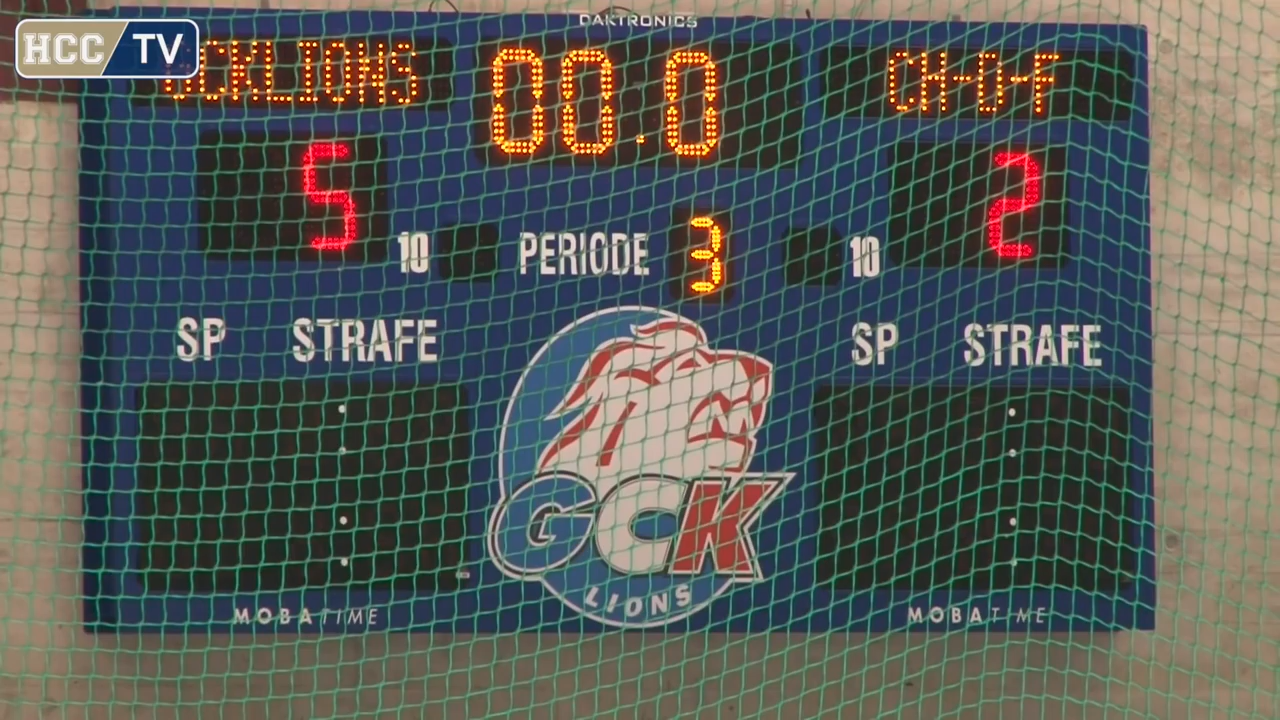 DAKTRONICS
HCC TV
GCKLIONS 00.0 CH-D-F
5 2
10 PERIODE 3 10
SP STRAFE SP STRAFE
GCK
LIONS
MOBATIME MOBATIME